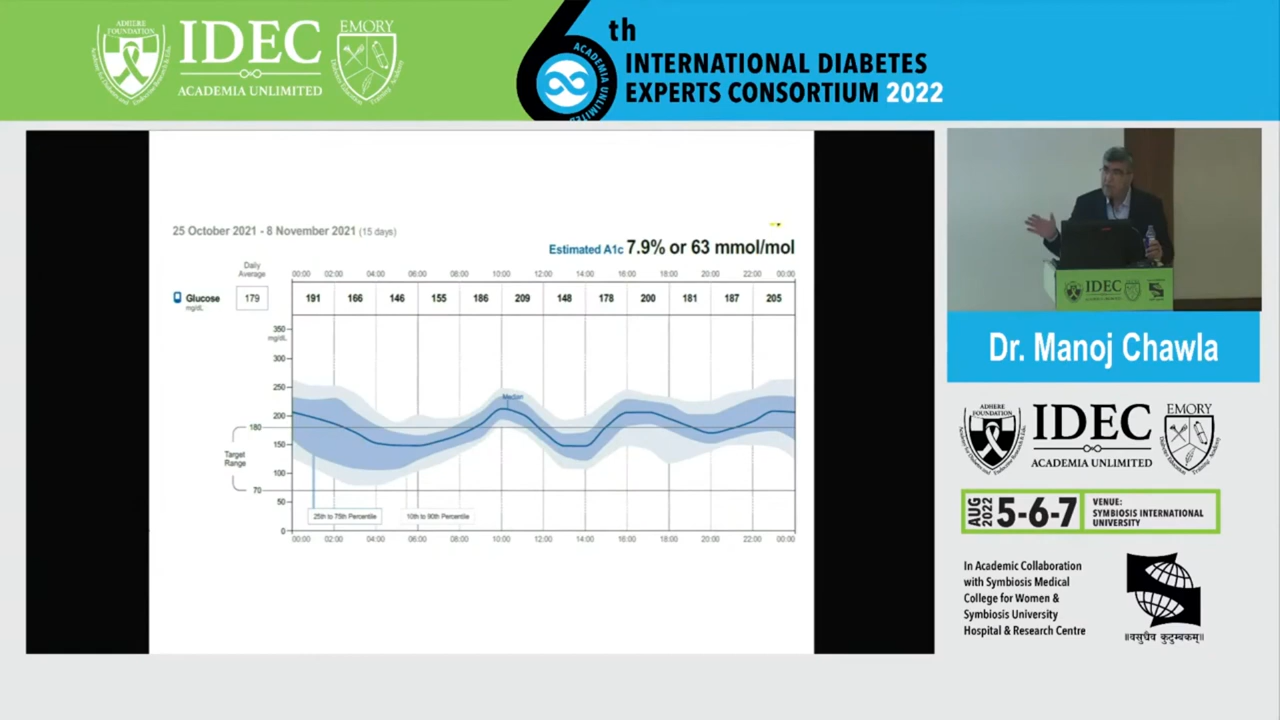 ADHERE
FOUNDATION
IDEC
ACADEMIA UNLIMITED
EMORY
6th
ACADEMIA UNLIMITED
INTERNATIONAL DIABETES
EXPERTS CONSORTIUM 2022
25 October 2021 - 8 November 2021 (15 days)
Estimated A1c 7.9% or 63 mmol/mol
Daily
Average
00:00 02:00 04:00 06:00 08:00 10:00 12:00 14:00 16:00 18:00 20:00 22:00 00:00
Glucose
mg/dL
179
191 166 146 155 186 209 148 178 200 181 187 205
350
mg/dL
300
250
Median
200
180
Target
Range
150
100
70
50
25th to 75th Percentile
10th to 90th Percentile
0
00:00 02:00 04:00 06:00 08:00 10:00 12:00 14:00 16:00 18:00 20:00 22:00 00:00
IDEC
Dr. Manoj Chawla
ADHERE
FOUNDATION
IDEC
ACADEMIA UNLIMITED
EMORY
AUG
2022
5-6-7
VENUE:
SYMBIOSIS INTERNATIONAL
UNIVERSITY
In Academic Collaboration
with Symbiosis Medical
College for Women &
Symbiosis University
Hospital & Research Centre
॥वसुधैव कुटुम्बकम्॥